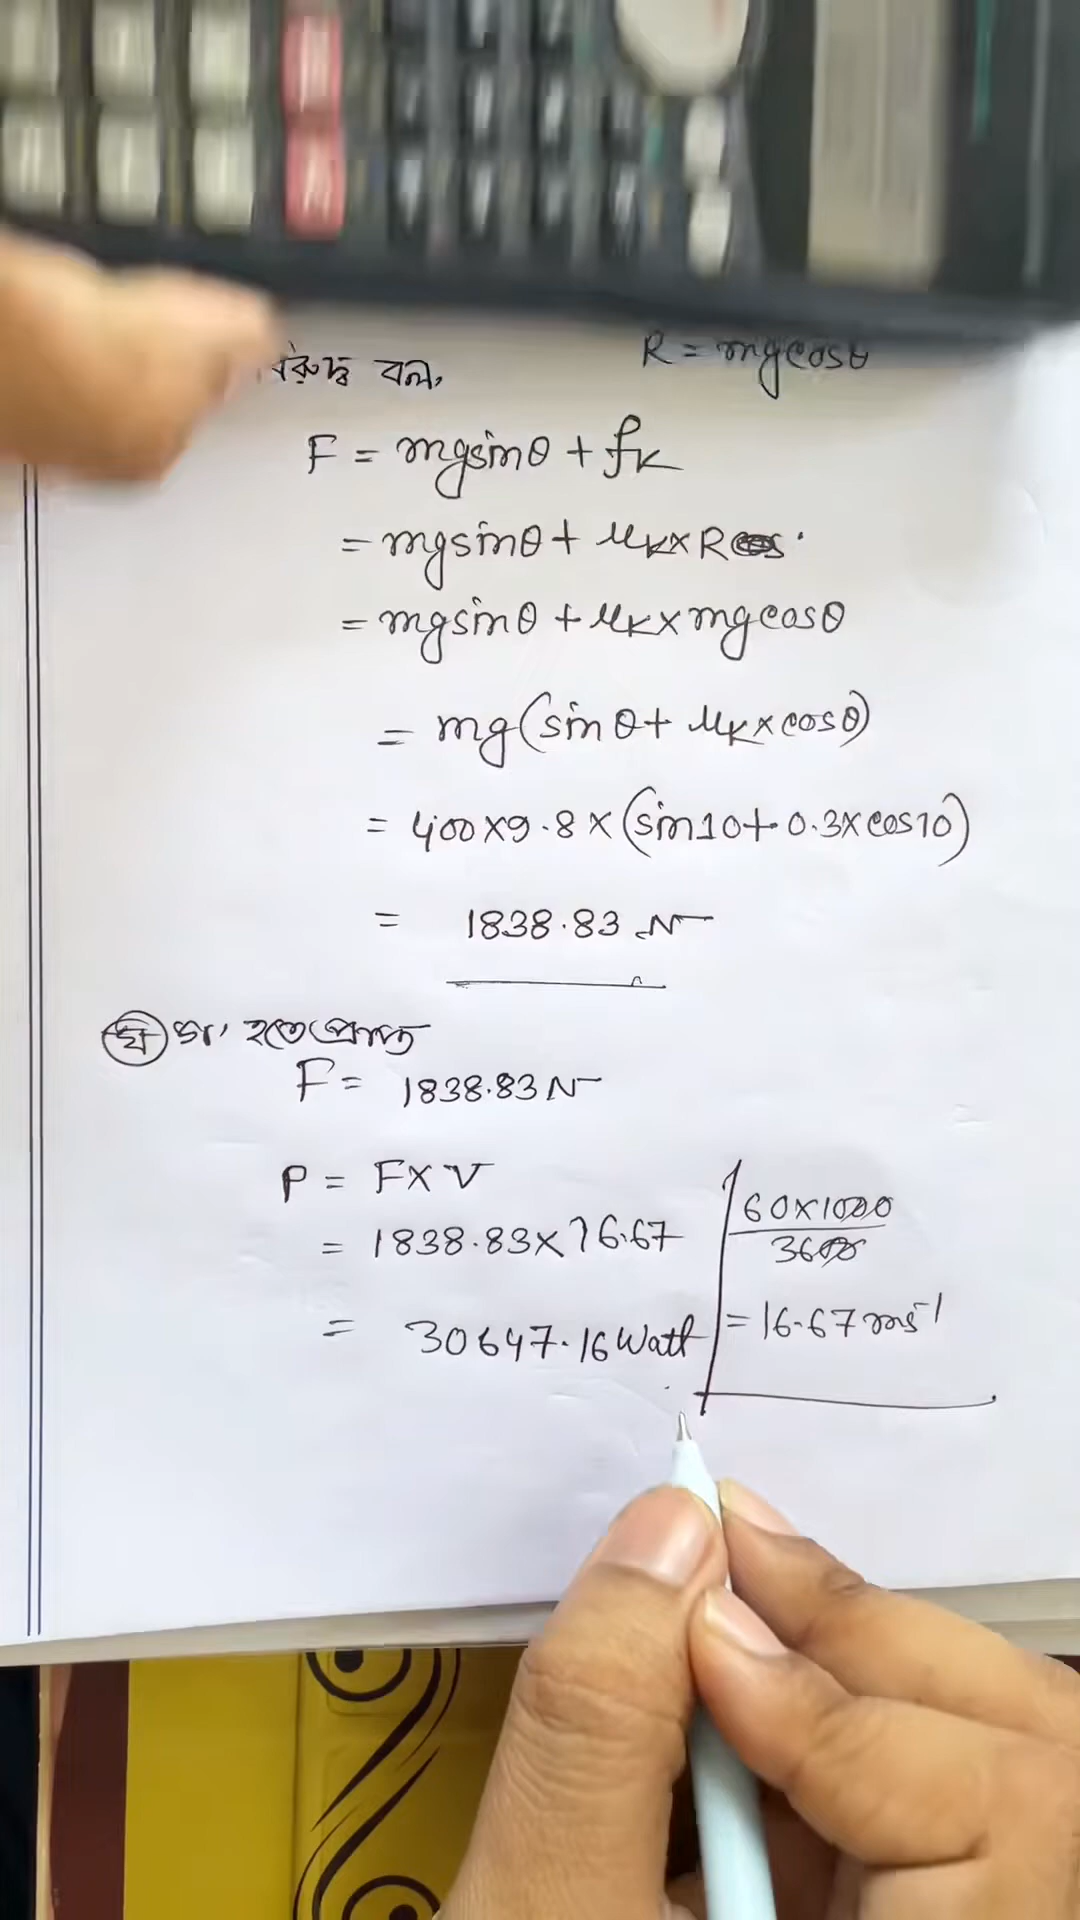 বিরুদ্ধ বল,
R = mgcosθ
F = mgsinθ + fK
= mgsinθ + μK × R
= mgsinθ + μK × mgcosθ
= mg(sinθ + μK × cosθ)
= 400×9.8 × (sin10 + 0.3×cos10)
= 1838.83 N
ঘ হতে প্রাপ্ত
F = 1838.83 N
P = F × V
= 1838.83 × 16.67
= 30647.16 Watt
60×1000
3600
= 16.67 ms⁻¹